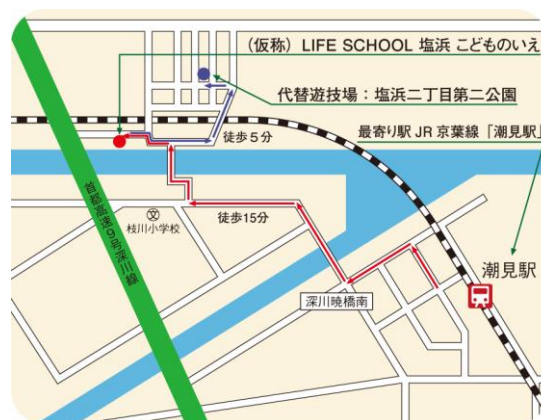 (仮称) LIFE SCHOOL 塩浜 こどものいえ
代替遊技場：塩浜二丁目第二公園
最寄り駅 JR 京葉線「潮見駅」
徒歩5分
首都高速9号深川線
文
枝川小学校
徒歩15分
潮見駅
深川暁橋南